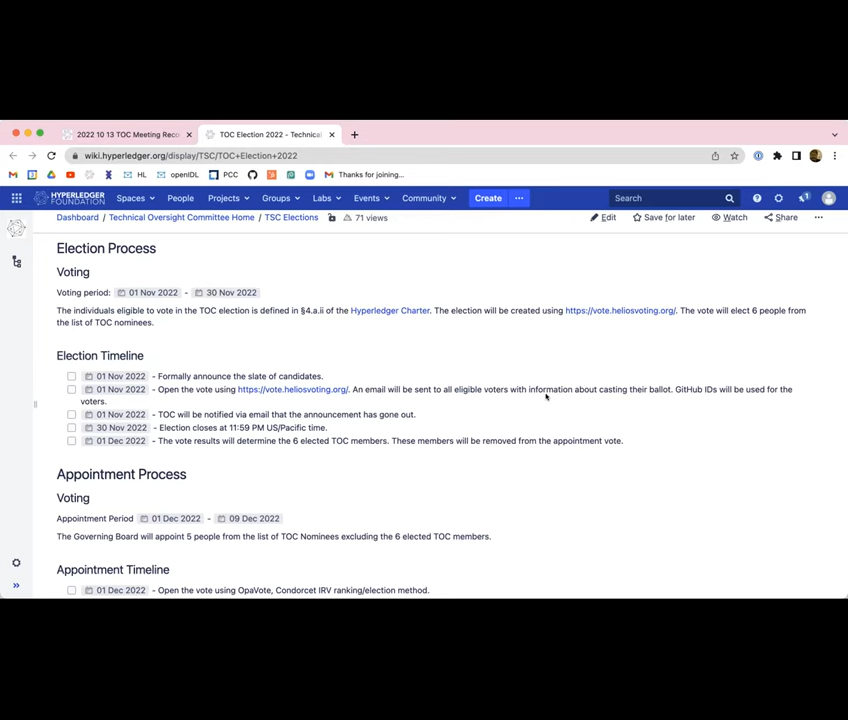 2022 10 13 TOC Meeting Reco
TOC Election 2022 - Technical
wiki.hyperledger.org/display/TSC/TOC+Election+2022
HL
openIDL
PCC
Thanks for joining...
HYPERLEDGER
FOUNDATION
Spaces
People
Projects
Groups
Labs
Events
Community
Create
Search
Dashboard / Technical Oversight Committee Home / TSC Elections
71 views
Edit
Save for later
Watch
Share
Election Process
Voting
Voting period: 01 Nov 2022 - 30 Nov 2022
The individuals eligible to vote in the TOC election is defined in §4.a.ii of the Hyperledger Charter. The election will be created using https://vote.heliosvoting.org/. The vote will elect 6 people from
the list of TOC nominees.
Election Timeline
01 Nov 2022 - Formally announce the slate of candidates.
01 Nov 2022 - Open the vote using https://vote.heliosvoting.org/. An email will be sent to all eligible voters with information about casting their ballot. GitHub IDs will be used for the
voters.
01 Nov 2022 - TOC will be notified via email that the announcement has gone out.
30 Nov 2022 - Election closes at 11:59 PM US/Pacific time.
01 Dec 2022 - The vote results will determine the 6 elected TOC members. These members will be removed from the appointment vote.
Appointment Process
Voting
Appointment Period 01 Dec 2022 - 09 Dec 2022
The Governing Board will appoint 5 people from the list of TOC Nominees excluding the 6 elected TOC members.
Appointment Timeline
01 Dec 2022 - Open the vote using OpaVote, Condorcet IRV ranking/election method.